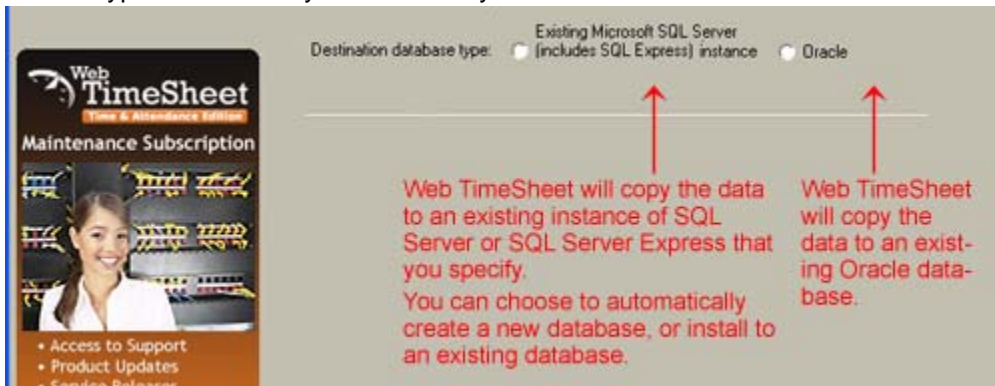 Existing Microsoft SQL Server
Destination database type: (includes SQL Express) instance Oracle
Web
TimeSheet
Time & Attendance Edition
Maintenance Subscription
Web TimeSheet will copy the data
to an existing instance of SQL
Server or SQL Server Express that
you specify.
You can choose to automatically
create a new database, or install to
an existing database.
Web TimeSheet
will copy the
data to an exist-
ing Oracle data-
base.
• Access to Support
• Product Updates
• Service Releases